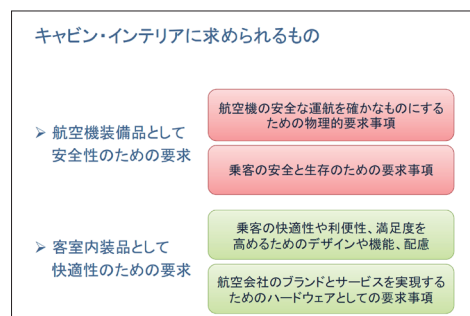 キャビン・インテリアに求められるもの
➢ 航空機装備品として
安全性のための要求
航空機の安全な運航を確かなものにする
ための物理的要求事項
乗客の安全と生存のための要求事項
➢ 客室内装品として
快適性のための要求
乗客の快適性や利便性、満足度を
高めるためのデザインや機能、配慮
航空会社のブランドとサービスを実現する
ためのハードウェアとしての要求事項